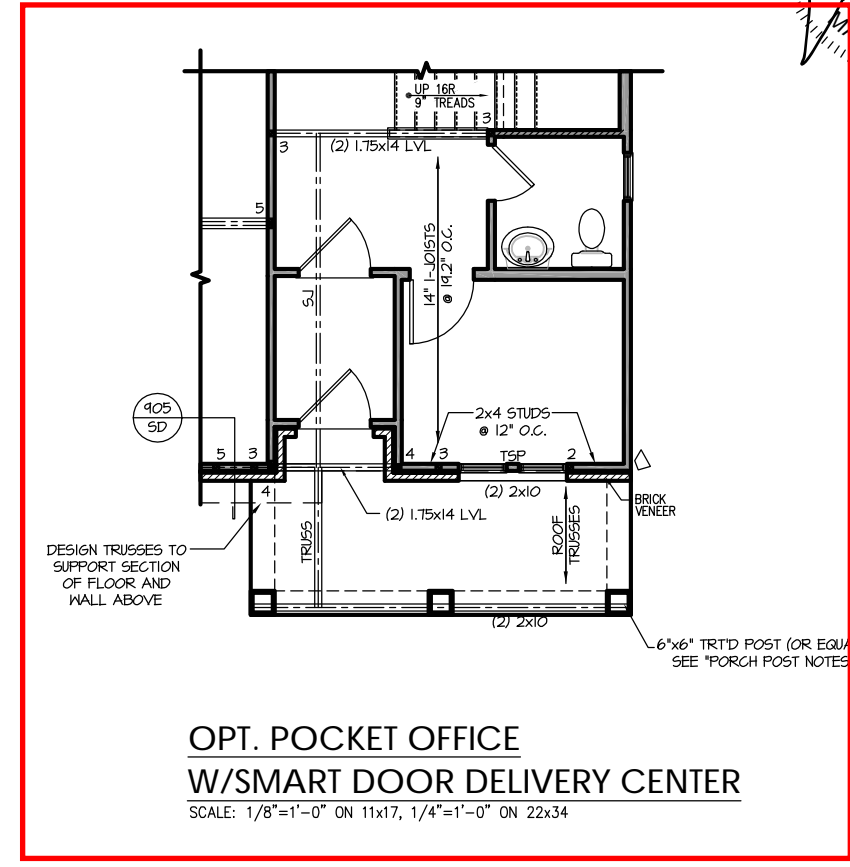 UP 16R
9" TREADS
3
3
(2) 1.75x14 LVL
5
14" I-JOISTS
@ 19.2" O.C.
SJ
905
SD
2x4 STUDS
@ 12" O.C.
5 3
4 3
TSP
2
4
(2) 2x10
BRICK
VENEER
(2) 1.75x14 LVL
TRUSS
ROOF
TRUSSES
DESIGN TRUSSES TO
SUPPORT SECTION
OF FLOOR AND
WALL ABOVE
(2) 2x10
6"x6" TRT'D POST (OR EQUA
SEE "PORCH POST NOTES
OPT. POCKET OFFICE
W/SMART DOOR DELIVERY CENTER
SCALE: 1/8"=1'-0" ON 11x17, 1/4"=1'-0" ON 22x34